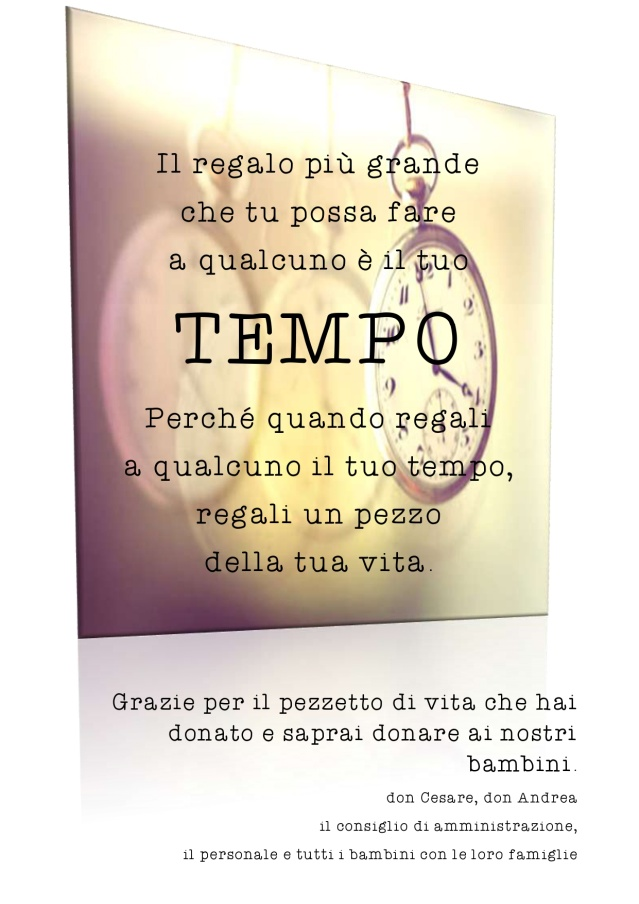 Il regalo più grande
che tu possa fare
a qualcuno è il tuo
TEMPO
Perché quando regali
a qualcuno il tuo tempo,
regali un pezzo
della tua vita.
Grazie per il pezzetto di vita che hai
donato e saprai donare ai nostri
bambini.
don Cesare, don Andrea
il consiglio di amministrazione,
il personale e tutti i bambini con le loro famiglie